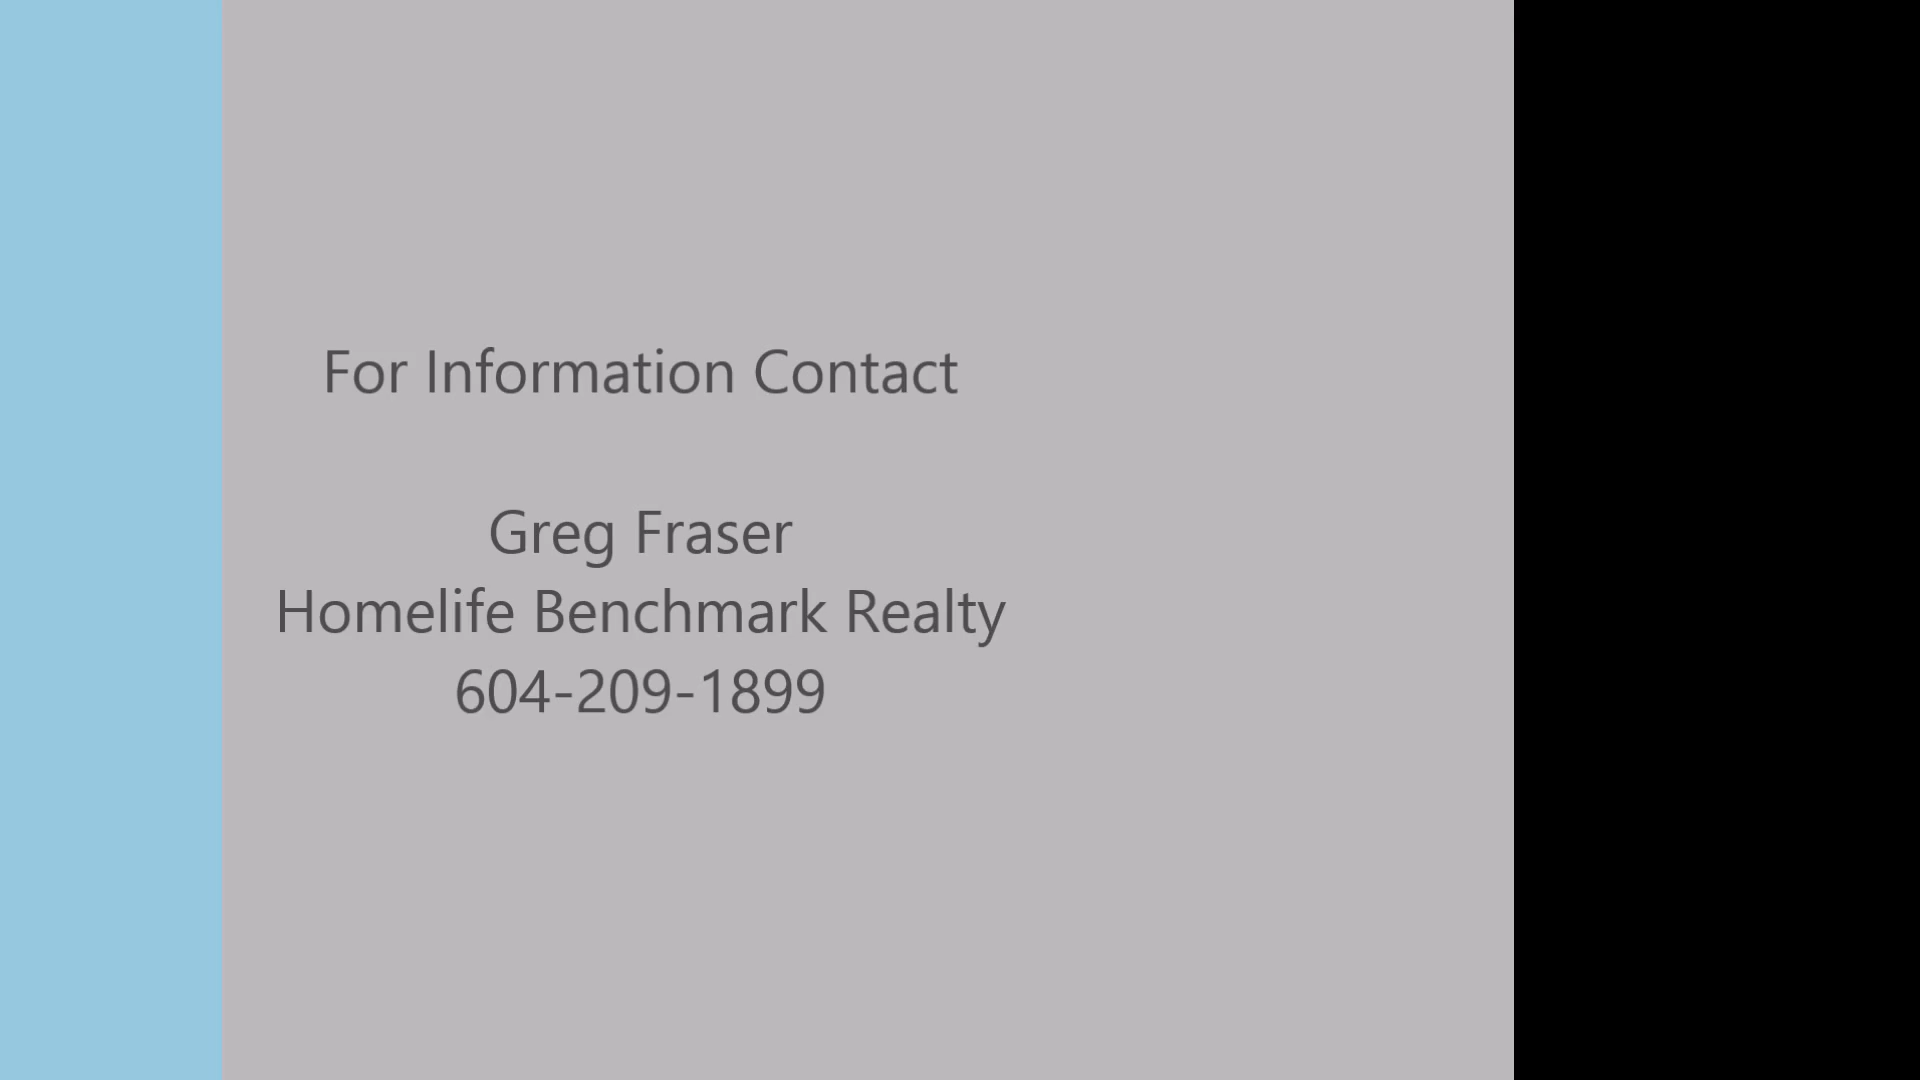 For Information Contact
Greg Fraser
Homelife Benchmark Realty
604-209-1899